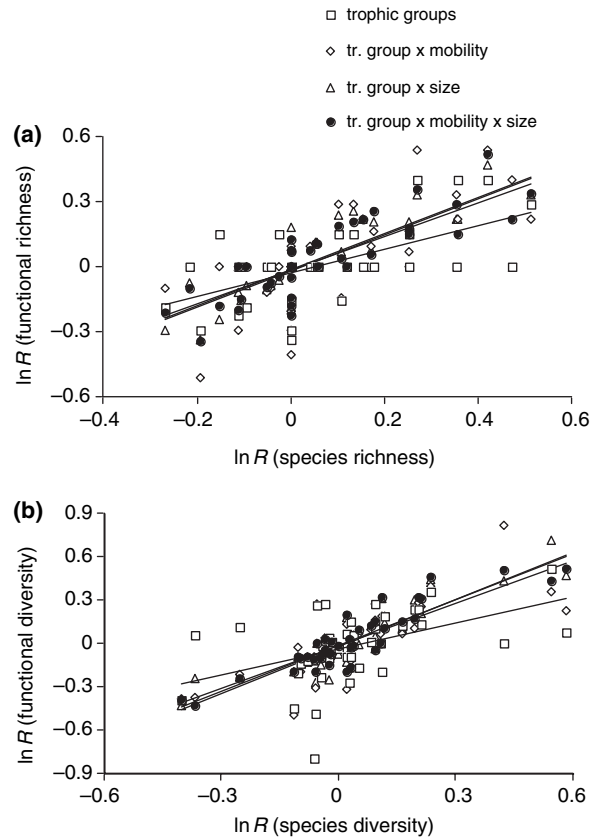 trophic groups
tr. group x mobility
tr. group x size
tr. group x mobility x size
(a)
0.6
0.3
0
−0.3
−0.6
ln R (functional richness)
−0.4 −0.2 0 0.2 0.4 0.6
ln R (species richness)
(b)
0.9
0.6
0.3
0
−0.3
−0.6
−0.9
ln R (functional diversity)
−0.6 −0.3 0 0.3 0.6
ln R (species diversity)